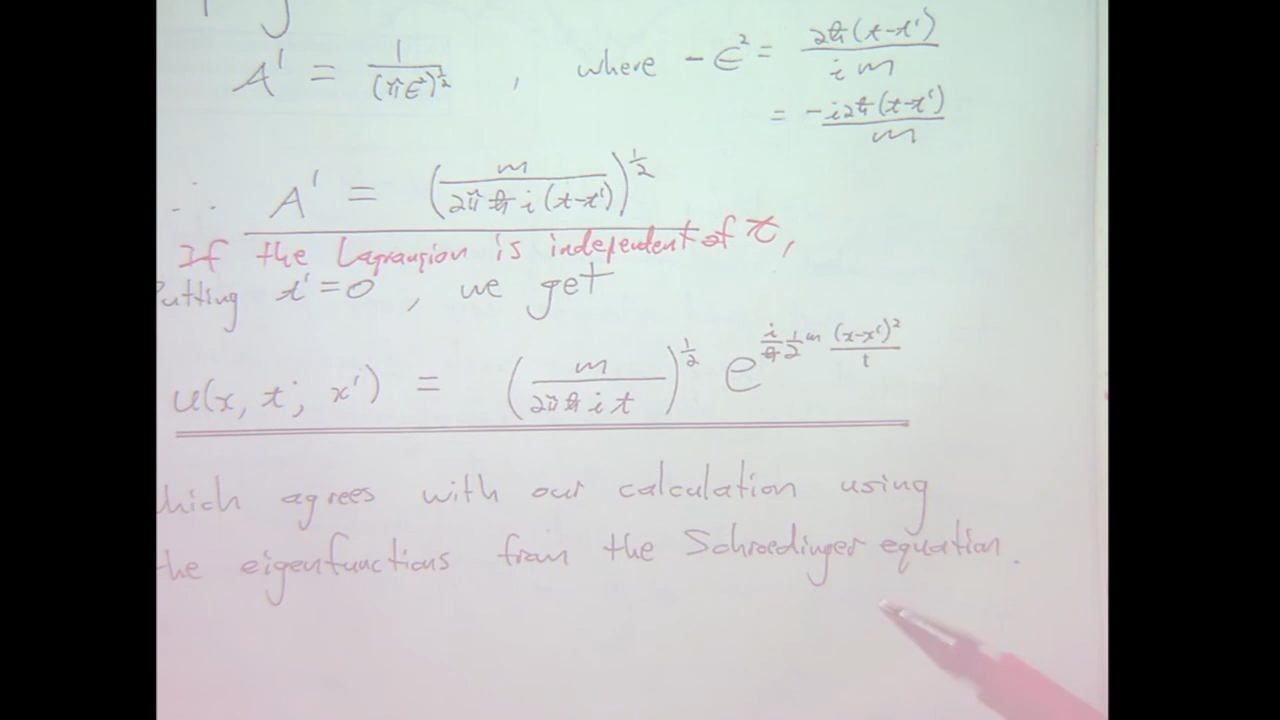 A' = 1/(πϵ²)^½ , where -ϵ² = 2ħ(t-t')/im
= -i2ħ(t-t')/m
∴ A' = (m/2πħi(t-t'))^½
If the Lagrangian is independent of t,
Putting t'=0 , we get
U(x, t; x') = (m/2πħit)^½ e^(i/ħ ½m (x-x')²/t)
which agrees with our calculation using
the eigenfunctions from the Schroedinger equation.